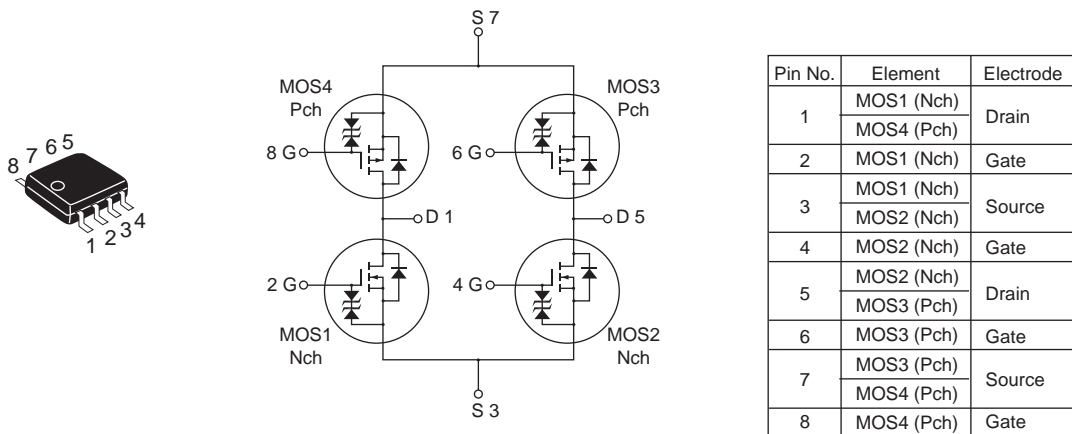 8 7 6 5
1 2 3 4
S 7
MOS4
Pch
MOS3
Pch
8 G
6 G
D 1
D 5
2 G
4 G
MOS1
Nch
MOS2
Nch
S 3
Pin No. Element Electrode
1 MOS1 (Nch) Drain
MOS4 (Pch)
2 MOS1 (Nch) Gate
3 MOS1 (Nch) Source
MOS2 (Nch)
4 MOS2 (Nch) Gate
5 MOS2 (Nch) Drain
MOS3 (Pch)
6 MOS3 (Pch) Gate
7 MOS3 (Pch) Source
MOS4 (Pch)
8 MOS4 (Pch) Gate